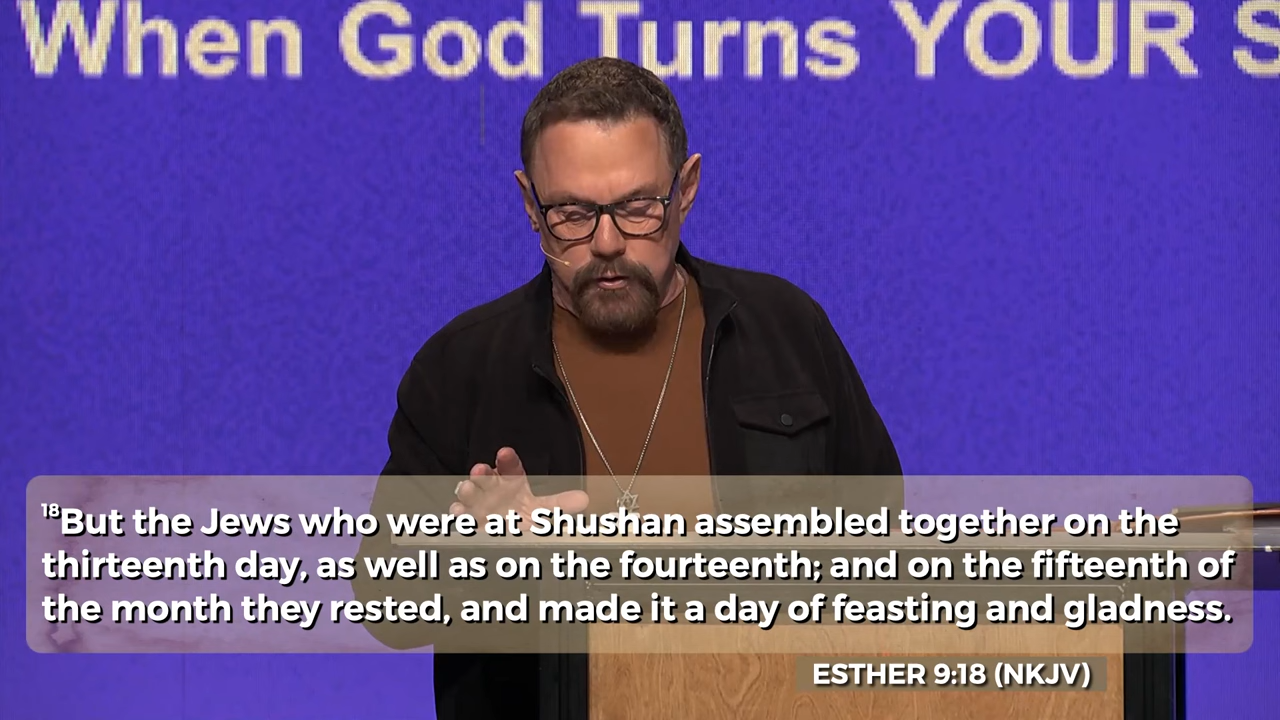 When God Turns YOUR S
18But the Jews who were at Shushan assembled together on the
thirteenth day, as well as on the fourteenth; and on the fifteenth of
the month they rested, and made it a day of feasting and gladness.
ESTHER 9:18 (NKJV)